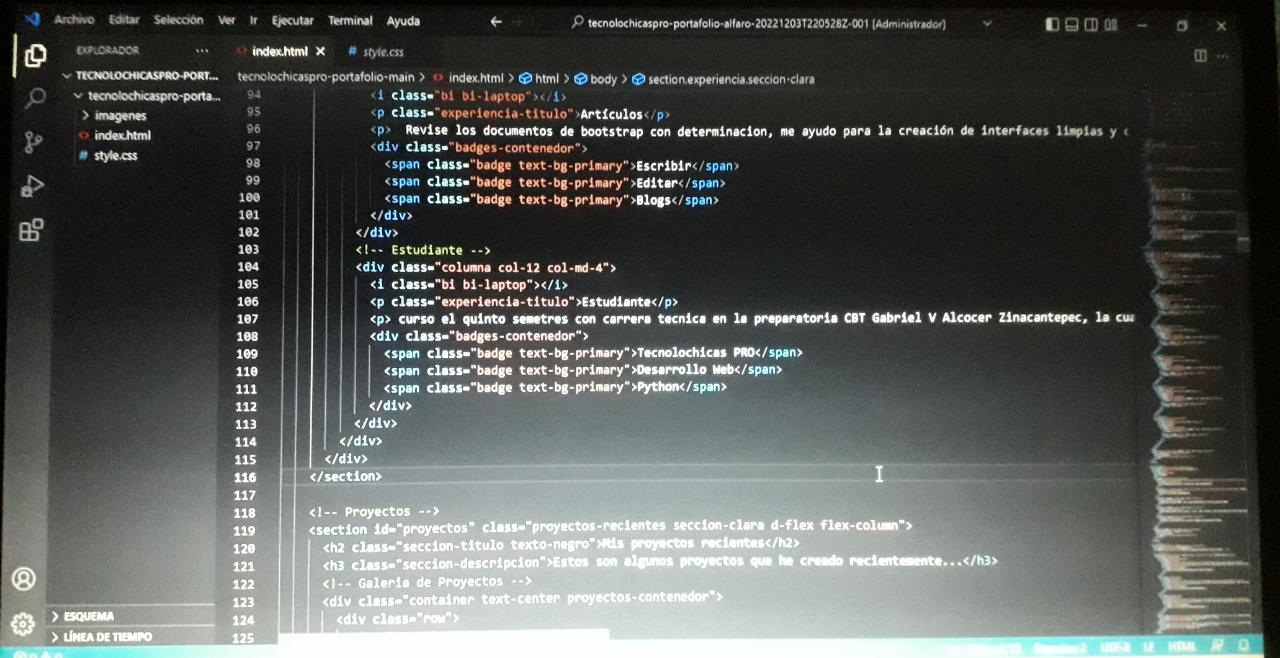 Archivo Editar Selección Ver Ir Ejecutar Terminal Ayuda
tecnolochicaspro-portafolio-alfaro-20221203T220528Z-001 [Administrador]
EXPLORADOR ...
index.html
style.css
TECNOLOCHICASPRO-PORT...
tecnolochicaspro-porta...
imagenes
index.html
style.css
ESQUEMA
LÍNEA DE TIEMPO
tecnolochicaspro-portafolio-main > index.html > html > body > section.experiencia.seccion-clara
94 <i class="bi bi-laptop"></i>
95 <p class="experiencia-titulo">Artículos</p>
96 <p> Revise los documentos de bootstrap con determinacion, me ayudo para la creación de interfaces limpias y
97 <div class="badges-contenedor">
98 <span class="badge text-bg-primary">Escribir</span>
99 <span class="badge text-bg-primary">Editar</span>
100 <span class="badge text-bg-primary">Blogs</span>
101 </div>
102 </div>
103 <!-- Estudiante -->
104 <div class="columna col-12 col-md-4">
105 <i class="bi bi-laptop"></i>
106 <p class="experiencia-titulo">Estudiante</p>
107 <p> curso el quinto semetres con carrera tecnica en la preparatoria CBT Gabriel V Alcocer Zinacantepec, la cua
108 <div class="badges-contenedor">
109 <span class="badge text-bg-primary">Tecnolochicas PRO</span>
110 <span class="badge text-bg-primary">Desarrollo Web</span>
111 <span class="badge text-bg-primary">Python</span>
112 </div>
113 </div>
114 </div>
115 </div>
116 </section>
117
118 <!-- Proyectos -->
119 <section id="proyectos" class="proyectos-recientes seccion-clara d-flex flex-column">
120 <h2 class="seccion-titulo texto-negro">Mis proyectos recientes</h2>
121 <h3 class="seccion-descripcion">Estos son algunos proyectos que he creado recientemente...</h3>
122 <!-- Galeria de Proyectos -->
123 <div class="container text-center proyectos-contenedor">
124 <div class="row">
125
UTF-8 LF HTML